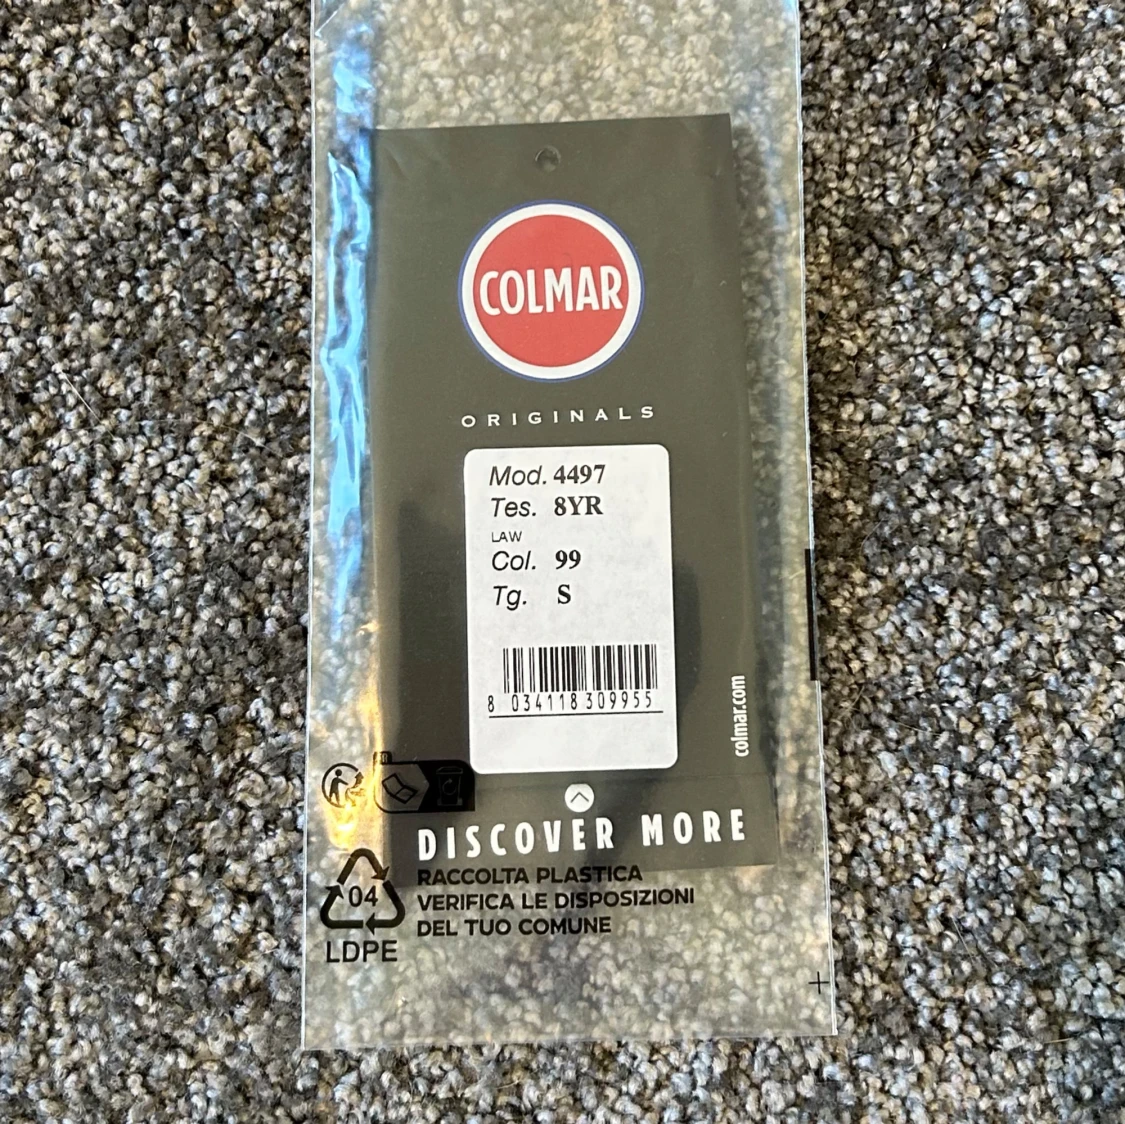 COLMAR
ORIGINALS
Mod. 4497
Tes. 8YR
LAW
Col. 99
Tg. S
8 034118 309955
colmar.com
DISCOVER MORE
RACCOLTA PLASTICA
VERIFICA LE DISPOSIZIONI
DEL TUO COMUNE
04
LDPE